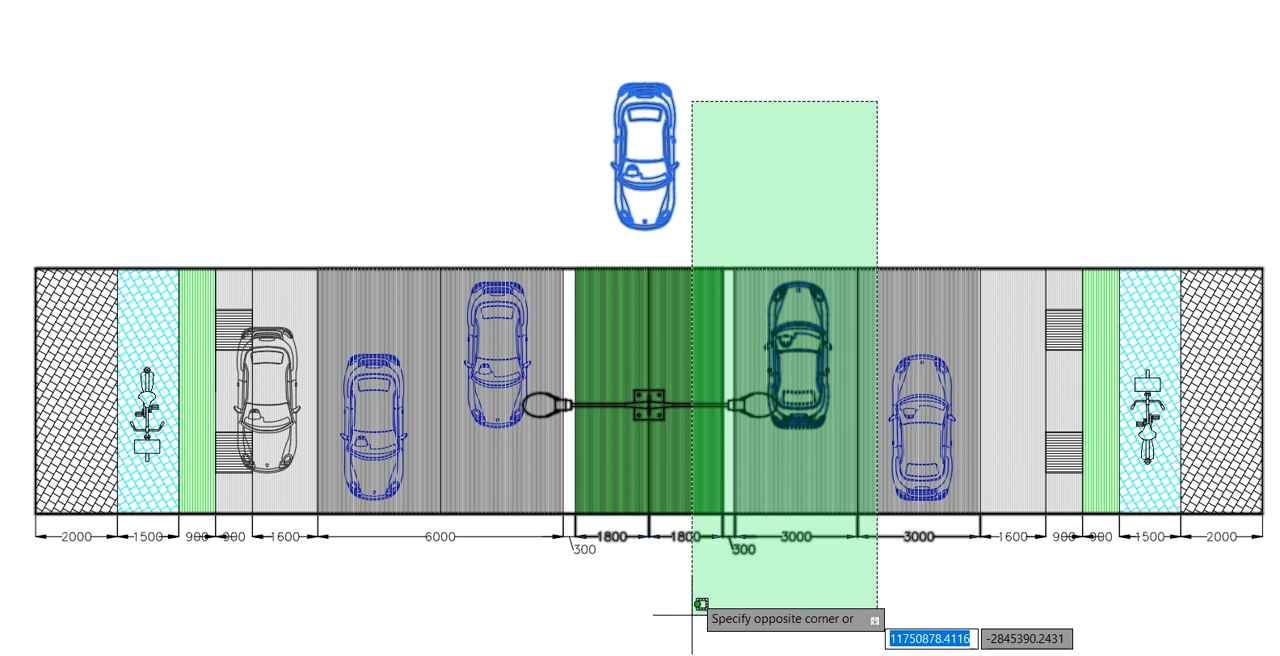 2000 1500 900 900 1600 6000 1800 1800 3000 3000 1600 900 900 1500 2000
300 300
Specify opposite corner or
11750878.4116 -2845390.2431